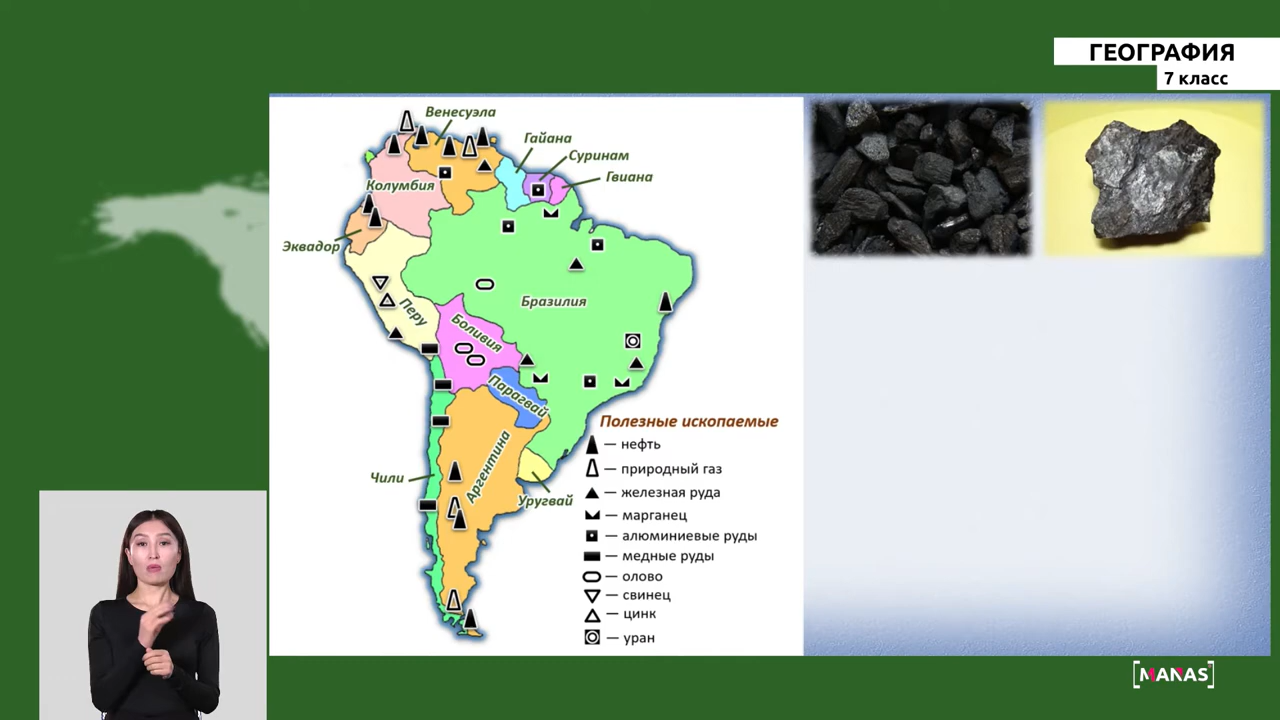 ГЕОГРАФИЯ
7 класс
Венесуэла
Гайана
Суринам
Гвиана
Колумбия
Эквадор
Перу
Бразилия
Боливия
Парагвай
Чили
Аргентина
Уругвай
Полезные ископаемые
— нефть
— природный газ
— железная руда
— марганец
— алюминиевые руды
— медные руды
— олово
— свинец
— цинк
— уран
[MANAS]